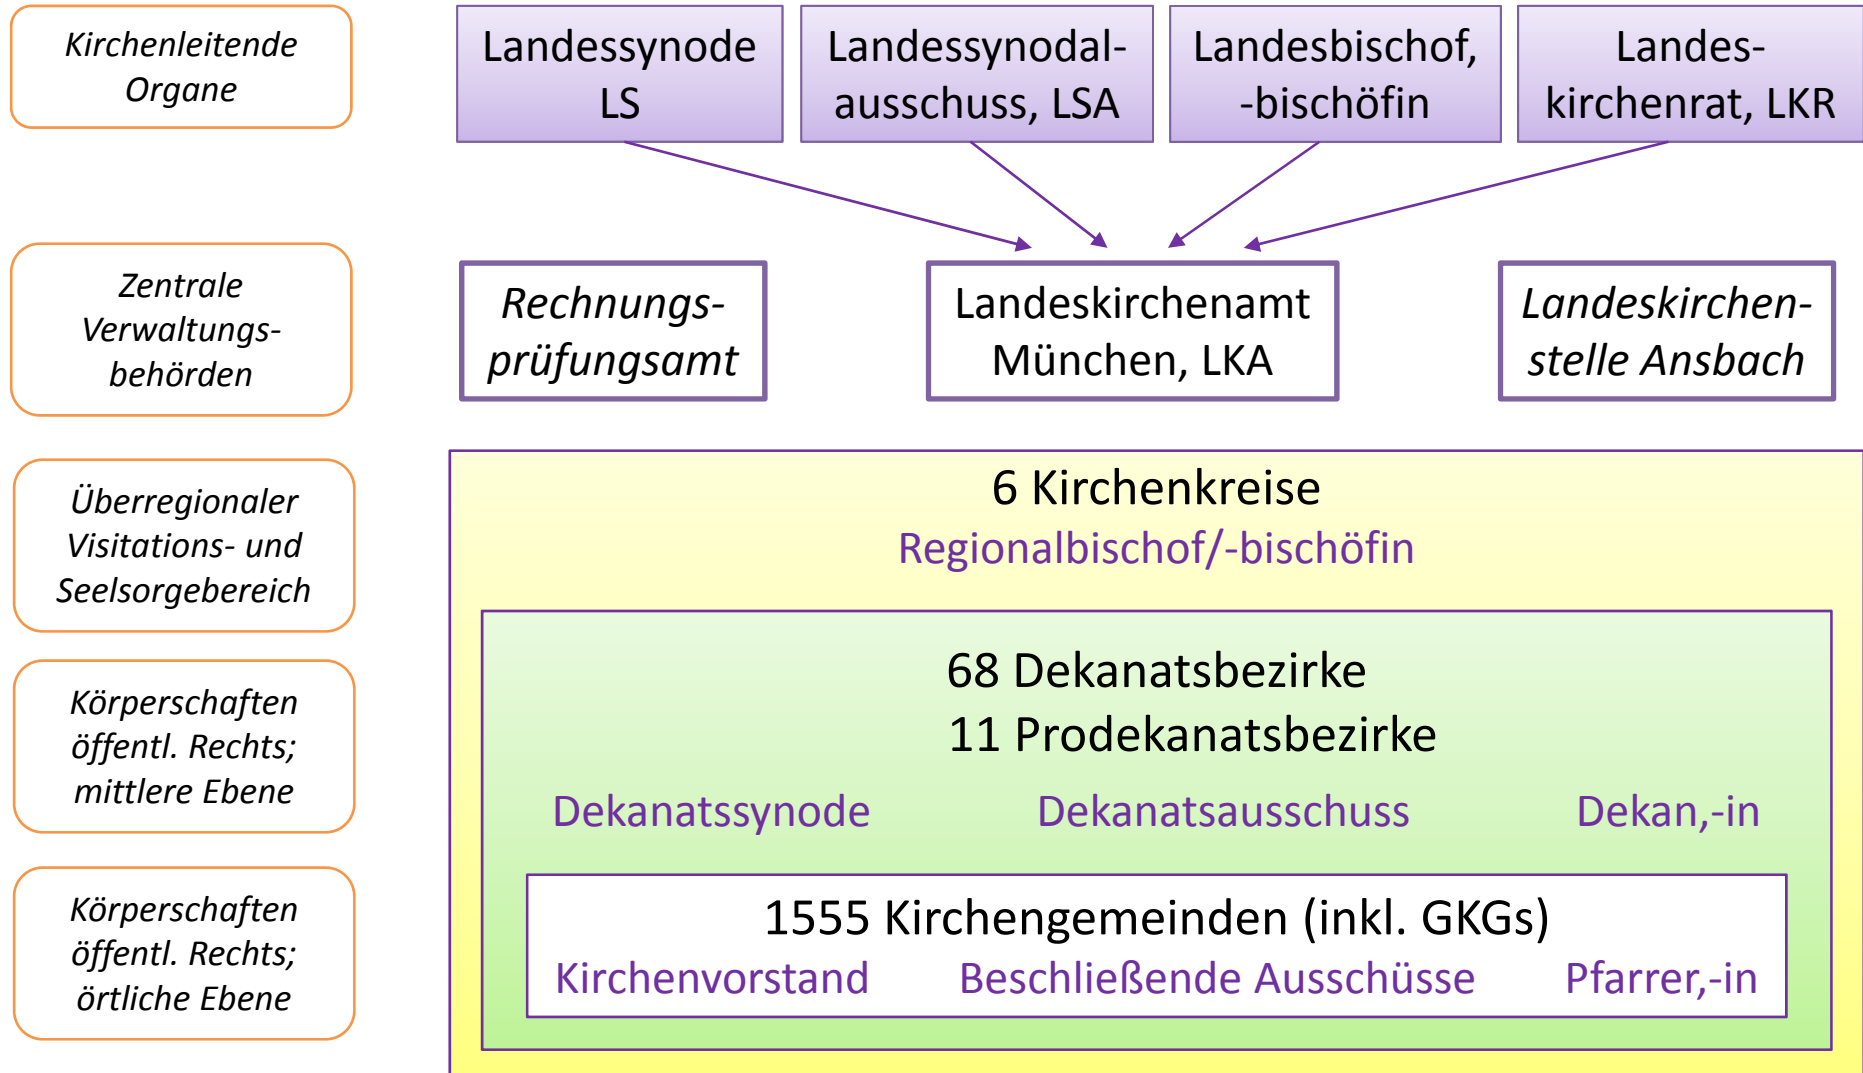 Kirchenleitende
Organe
Landessynode
LS
Landessynodal-
ausschuss, LSA
Landesbischof,
-bischöfin
Landes-
kirchenrat, LKR
Zentrale
Verwaltungs-
behörden
Rechnungs-
prüfungsamt
Landeskirchenamt
München, LKA
Landeskirchen-
stelle Ansbach
Überregionaler
Visitations- und
Seelsorgebereich
6 Kirchenkreise
Regionalbischof/-bischöfin
Körperschaften
öffentl. Rechts;
mittlere Ebene
68 Dekanatsbezirke
11 Prodekanatsbezirke
Dekanatssynode Dekanatsausschuss Dekan,-in
Körperschaften
öffentl. Rechts;
örtliche Ebene
1555 Kirchengemeinden (inkl. GKGs)
Kirchenvorstand Beschließende Ausschüsse Pfarrer,-in